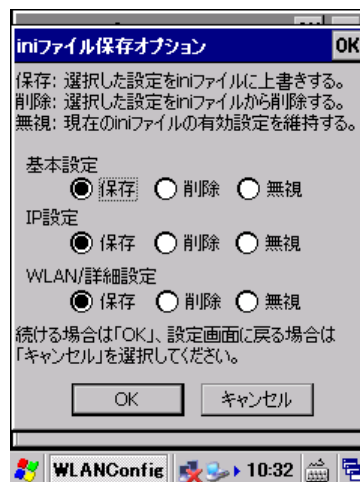 iniファイル保存オプション OK
保存: 選択した設定をiniファイルに上書きする。
削除: 選択した設定をiniファイルから削除する。
無視: 現在のiniファイルの有効設定を維持する。
基本設定
保存 削除 無視
IP設定
保存 削除 無視
WLAN/詳細設定
保存 削除 無視
続ける場合は「OK」、設定画面に戻る場合は
「キャンセル」を選択してください。
OK キャンセル
WLANConfig 10:32